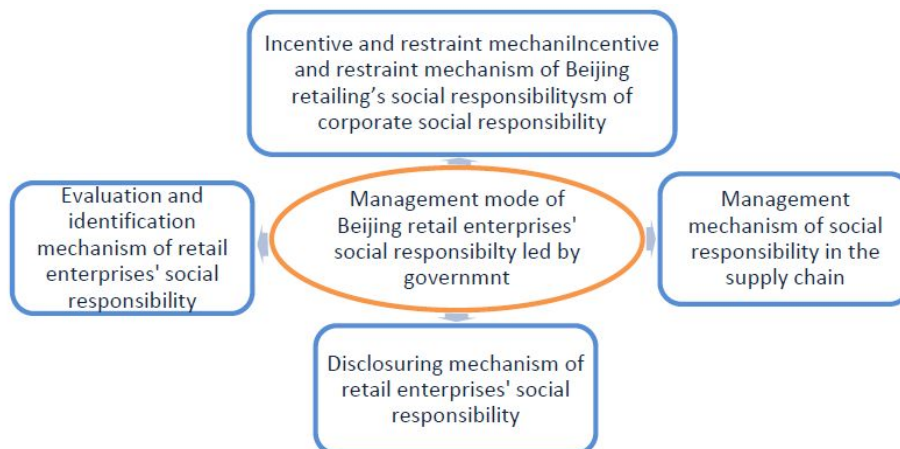 Incentive and restraint mechaniIncentive
and restraint mechanism of Beijing
retailing's social responsibilitysm of
corporate social responsibility
Evaluation and
identification
mechanism of retail
enterprises' social
responsibility
Management mode of
Beijing retail enterprises'
social responsibilty led by
governmnt
Management
mechanism of social
responsibility in the
supply chain
Disclosuring mechanism of
retail enterprises' social
responsibility